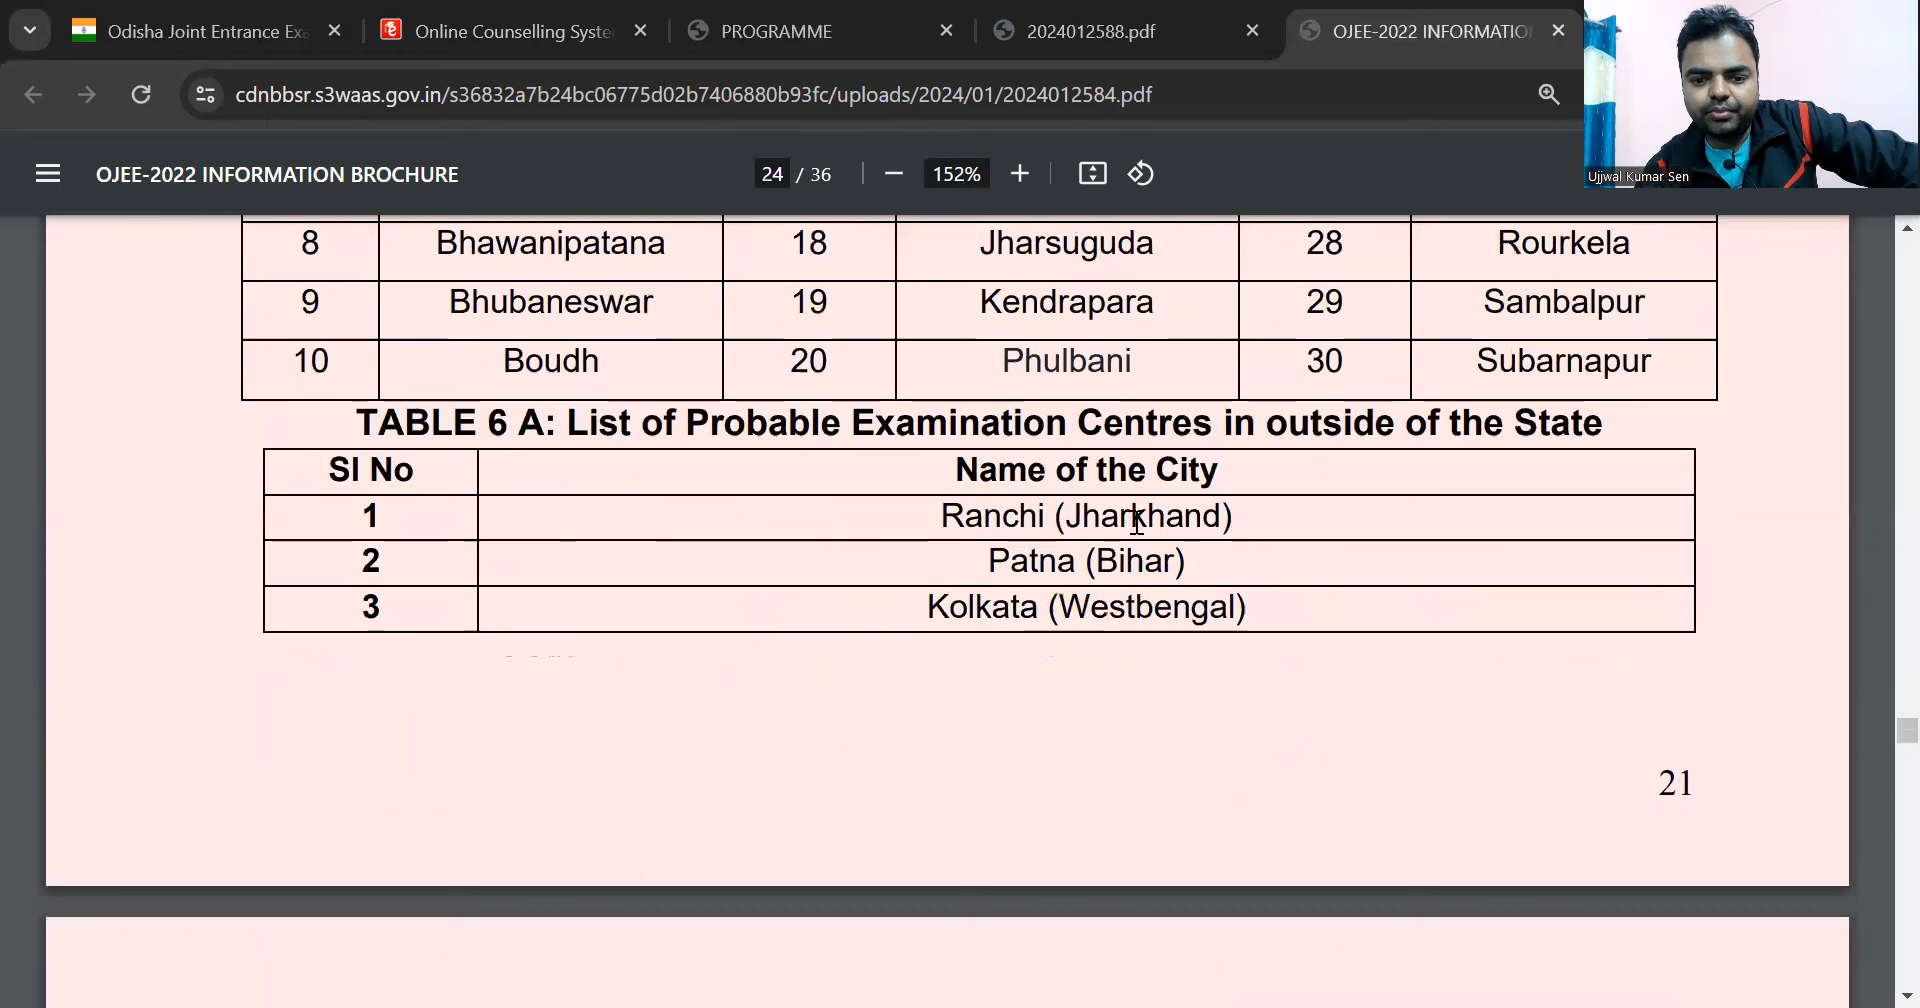 Odisha Joint Entrance Exa
Online Counselling Syste
PROGRAMME
2024012588.pdf
OJEE-2022 INFORMATIO
cdnbbsr.s3waas.gov.in/s36832a7b24bc06775d02b7406880b93fc/uploads/2024/01/2024012584.pdf
OJEE-2022 INFORMATION BROCHURE
24 / 36
152%
Ujjwal Kumar Sen
8 Bhawanipatana 18 Jharsuguda 28 Rourkela
9 Bhubaneswar 19 Kendrapara 29 Sambalpur
10 Boudh 20 Phulbani 30 Subarnapur
TABLE 6 A: List of Probable Examination Centres in outside of the State
Sl No Name of the City
1 Ranchi (Jharkhand)
2 Patna (Bihar)
3 Kolkata (Westbengal)
21